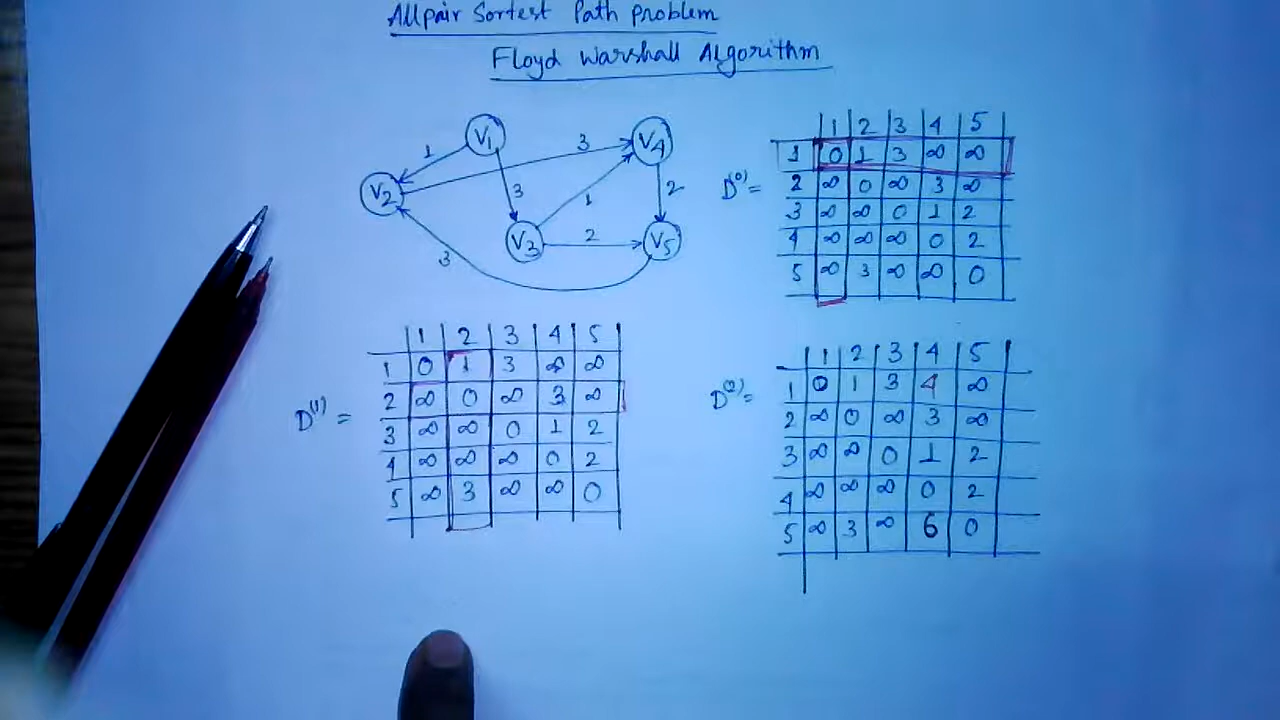 Allpair Sortest Path problem
Floyd Warshall Algorithm
V1 V2 V3 V4 V5
1 3 3 1 2 2 3
D(0) =
1 2 3 4 5
1 0 1 3 ∞ ∞
2 ∞ 0 ∞ 3 ∞
3 ∞ ∞ 0 1 2
4 ∞ ∞ ∞ 0 2
5 ∞ 3 ∞ ∞ 0
D(1) =
1 2 3 4 5
1 0 1 3 ∞ ∞
2 ∞ 0 ∞ 3 ∞
3 ∞ ∞ 0 1 2
4 ∞ ∞ ∞ 0 2
5 ∞ 3 ∞ ∞ 0
D(2) =
1 2 3 4 5
1 0 1 3 4 ∞
2 ∞ 0 ∞ 3 ∞
3 ∞ ∞ 0 1 2
4 ∞ ∞ ∞ 0 2
5 ∞ 3 ∞ 6 0